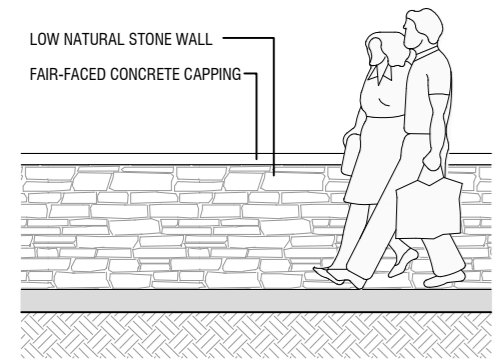 LOW NATURAL STONE WALL
FAIR-FACED CONCRETE CAPPING